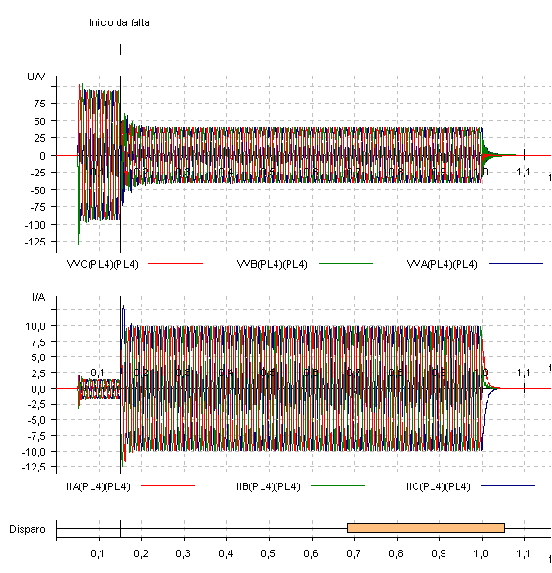 Início da falta
U/V
75
50
25
0
-25
-50
-75
-100
-125
1,1
t
VVC(PL4)(PL4) VVB(PL4)(PL4) VVA(PL4)(PL4)
I/A
10,0
7,5
5,0
2,5
0,0
-2,5
-5,0
-7,5
-10,0
-12,5
0,1 1,1 t
IIA(PL4)(PL4) IIB(PL4)(PL4) IIC(PL4)(PL4)
Disparo
0,1 0,2 0,3 0,4 0,5 0,6 0,7 0,8 0,9 1,0 1,1 t